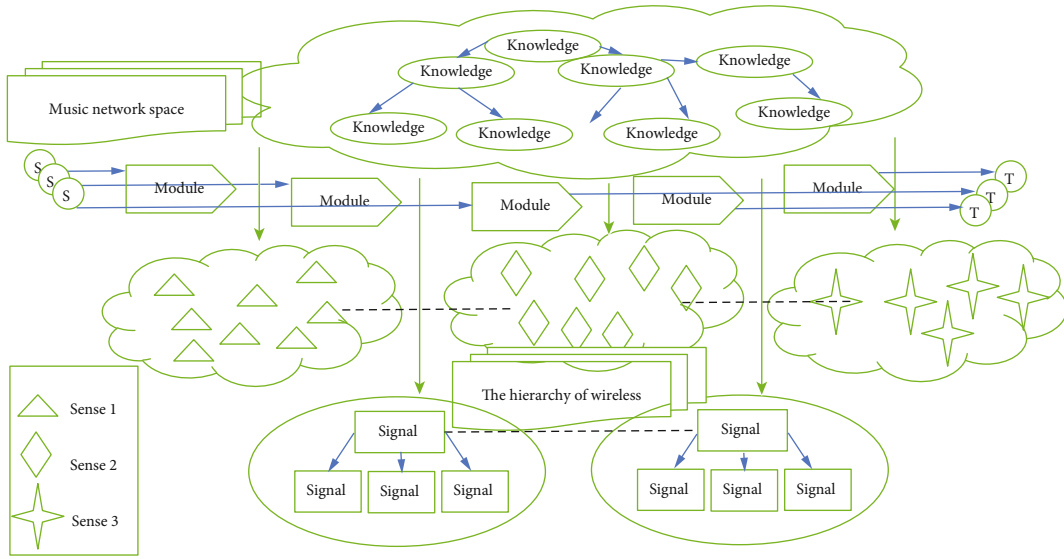 Knowledge
Knowledge
Knowledge
Knowledge
Music network space
Knowledge
Knowledge
Knowledge
Knowledge
S
S
S
Module
Module
Module
Module
Module
T
T
T
The hierarchy of wireless
Sense 1
Sense 2
Sense 3
Signal
Signal
Signal
Signal
Signal
Signal
Signal
Signal